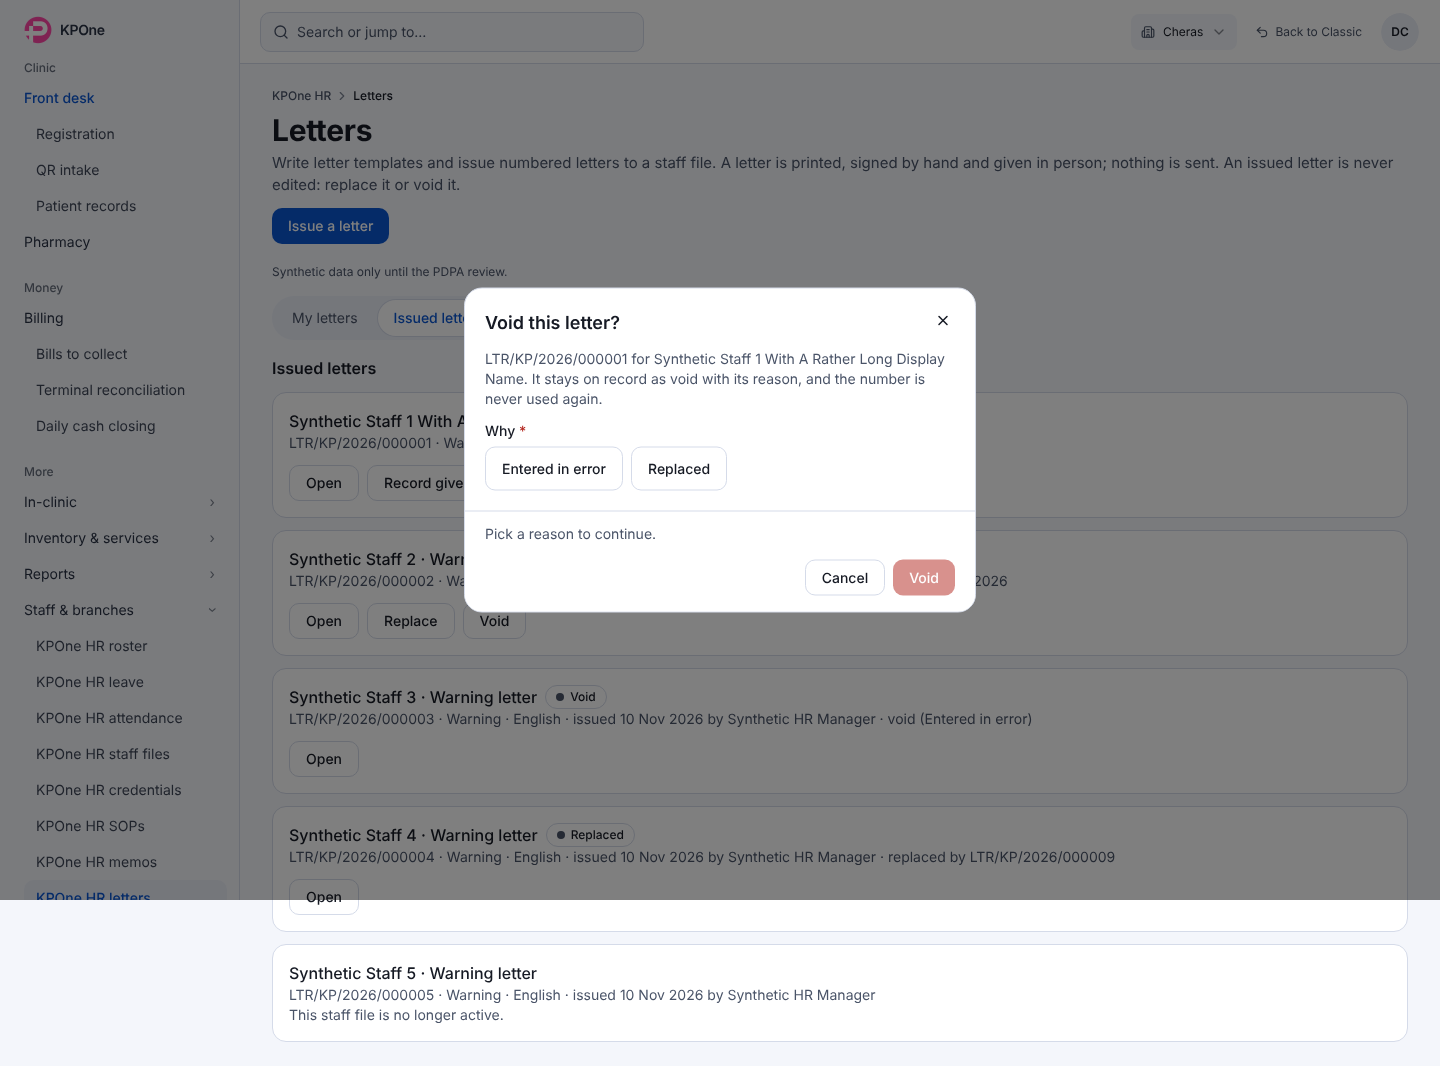 KPOne
Clinic
Front desk
Registration
QR intake
Patient records
Pharmacy
Money
Billing
Bills to collect
Terminal reconciliation
Daily cash closing
More
In-clinic
Inventory & services
Reports
Staff & branches
KPOne HR roster
KPOne HR leave
KPOne HR attendance
KPOne HR staff files
KPOne HR credentials
KPOne HR SOPs
KPOne HR memos
KPOne HR letters
Search or jump to...
Cheras
Back to Classic
DC
KPOne HR > Letters
Letters
Write letter templates and issue numbered letters to a staff file. A letter is printed, signed by hand and given in person; nothing is sent. An issued letter is never
edited: replace it or void it.
Issue a letter
Synthetic data only until the PDPA review.
My letters
Issued
Issued letters
Synthetic Staff 1 With
LTR/KP/2026/000001 ·
Open
Record
Void this letter?
LTR/KP/2026/000001 for Synthetic Staff 1 With A Rather Long Display
Name. It stays on record as void with its reason, and the number is
never used again.
Why *
Entered in error
Replaced
Pick a reason to continue.
Cancel
Void
Synthetic Staff 2 ·
LTR/KP/2026/000002 ·
2026
Open
Replace
Void
Synthetic Staff 3 · Warning letter
Void
LTR/KP/2026/000003 · Warning · English · issued 10 Nov 2026 by Synthetic HR Manager · void (Entered in error)
Open
Synthetic Staff 4 · Warning letter
Replaced
LTR/KP/2026/000004 · Warning · English · issued 10 Nov 2026 by Synthetic HR Manager · replaced by LTR/KP/2026/000009
Open
Synthetic Staff 5 · Warning letter
LTR/KP/2026/000005 · Warning · English · issued 10 Nov 2026 by Synthetic HR Manager
This staff file is no longer active.